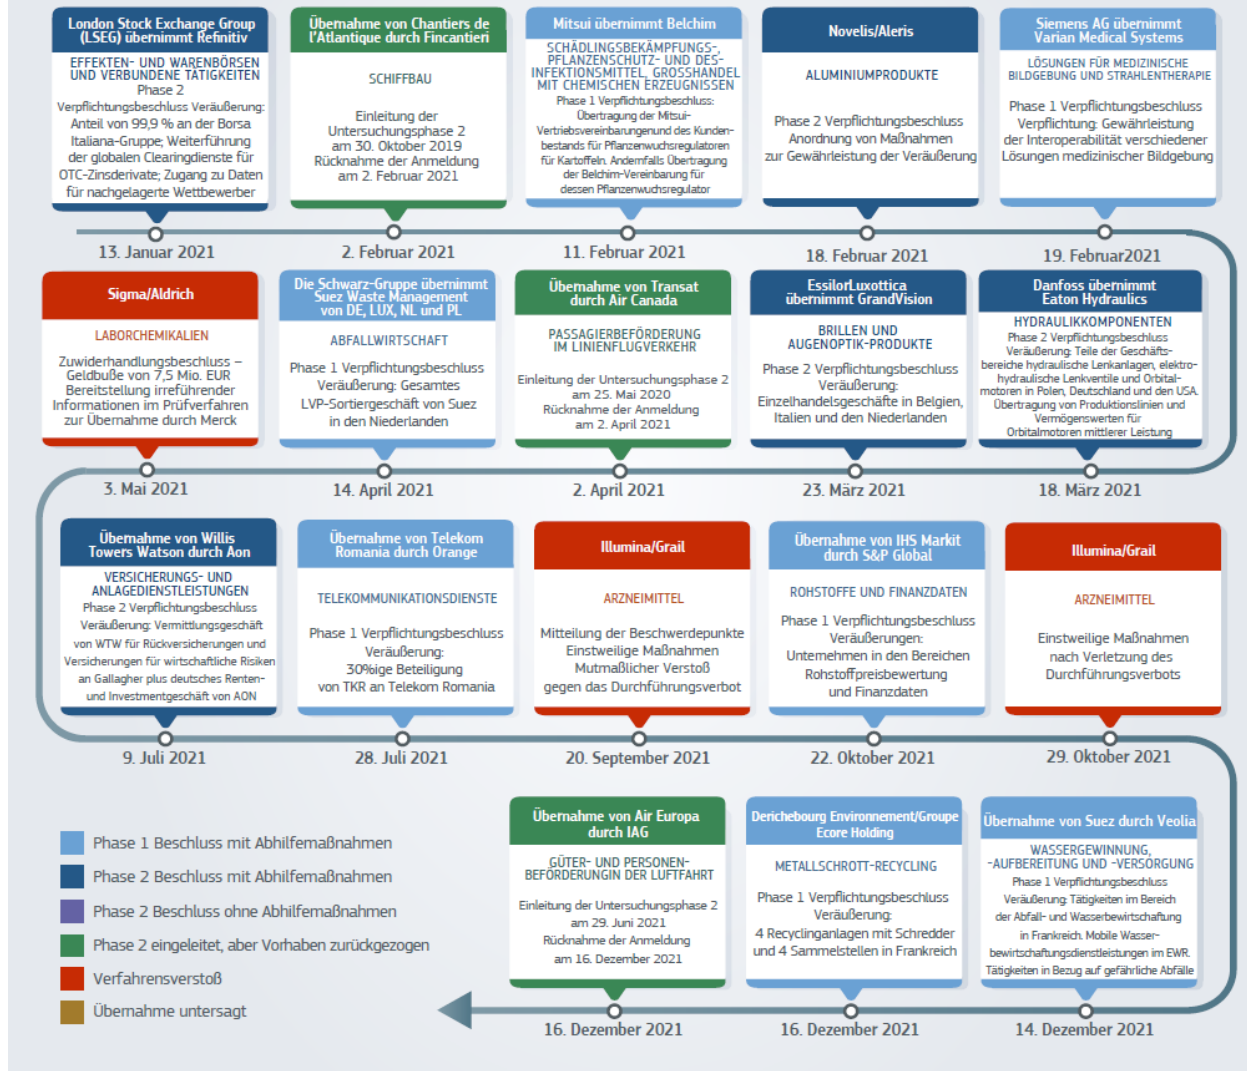 London Stock Exchange Group
(LSEG) übernimmt Refinitiv
EFFEKTEN- UND WARENBÖRSEN
UND VERBUNDENE TÄTIGKEITEN
Phase 2
Verpflichtungsbeschluss Veräußerung:
Anteil von 99,9 % an der Borsa
Italiana-Gruppe; Weiterführung
der globalen Clearingdienste für
OTC-Zinsderivate; Zugang zu Daten
für nachgelagerte Wettbewerber
13. Januar 2021
Übernahme von Chantiers de
l'Atlantique durch Fincantieri
SCHIFFBAU
Einleitung der
Untersuchungsphase 2
am 30. Oktober 2019
Rücknahme der Anmeldung
am 2. Februar 2021
2. Februar 2021
Mitsui übernimmt Belchim
SCHÄDLINGSBEKÄMPFUNGS-,
PFLANZENSCHUTZ- UND DES-
INFEKTIONSMITTEL, GROSSHANDEL
MIT CHEMISCHEN ERZEUGNISSEN
Phase 1 Verpflichtungsbeschluss:
Übertragung der Mitsui-
Vertriebsvereinbarungenund des Kunden-
bestands für Pflanzenwuchsregulatoren
für Kartoffeln. Andernfalls Übertragung
der Belchim-Vereinbarung für
dessen Pflanzenwuchsregulator
11. Februar 2021
Novelis/Aleris
ALUMINIUMPRODUKTE
Phase 2 Verpflichtungsbeschluss
Anordnung von Maßnahmen
zur Gewährleistung der Veräußerung
18. Februar 2021
Siemens AG übernimmt
Varian Medical Systems
LÖSUNGEN FÜR MEDIZINISCHE
BILDGEBUNG UND STRAHLENTHERAPIE
Phase 1 Verpflichtungsbeschluss
Verpflichtung: Gewährleistung
der Interoperabilität verschiedener
Lösungen medizinischer Bildgebung
19. Februar2021
Sigma/Aldrich
LABORCHEMIKALIEN
Zuwiderhandlungsbeschluss –
Geldbuße von 7,5 Mio. EUR
Bereitstellung irreführender
Informationen im Prüfverfahren
zur Übernahme durch Merck
3. Mai 2021
Die Schwarz-Gruppe übernimmt
Suez Waste Management
von DE, LUX, NL und PL
ABFALLWIRTSCHAFT
Phase 1 Verpflichtungsbeschluss
Veräußerung: Gesamtes
LVP-Sortiergeschäft von Suez
in den Niederlanden
14. April 2021
Übernahme von Transat
durch Air Canada
PASSAGIERBEFÖRDERUNG
IM LINIENFLUGVERKEHR
Einleitung der Untersuchungsphase 2
am 25. Mai 2020
Rücknahme der Anmeldung
am 2. April 2021
2. April 2021
EssilorLuxottica
übernimmt GrandVision
BRILLEN UND
AUGENOPTIK-PRODUKTE
Phase 2 Verpflichtungsbeschluss
Veräußerung:
Einzelhandelsgeschäfte in Belgien,
Italien und den Niederlanden
23. März 2021
Danfoss übernimmt
Eaton Hydraulics
HYDRAULIKKOMPONENTEN
Phase 2 Verpflichtungsbeschluss
Veräußerung: Teile der Geschäfts-
bereiche hydraulische Lenkanlagen, elektro-
hydraulische Lenkventile und Orbital-
motoren in Polen, Deutschland und den USA.
Übertragung von Produktionslinien und
Vermögenswerten für
Orbitalmotoren mittlerer Leistung
18. März 2021
Übernahme von Willis
Towers Watson durch Aon
VERSICHERUNGS- UND
ANLAGEDIENSTLEISTUNGEN
Phase 2 Verpflichtungsbeschluss
Veräußerung: Vermittlungsgeschäft
von WTW für Rückversicherungen und
Versicherungen für wirtschaftliche Risiken
an Gallagher plus deutsches Renten-
und Investmentgeschäft von AON
9. Juli 2021
Übernahme von Telekom
Romania durch Orange
TELEKOMMUNIKATIONSDIENSTE
Phase 1 Verpflichtungsbeschluss
Veräußerung:
30%ige Beteiligung
von TKR an Telekom Romania
28. Juli 2021
Illumina/Grail
ARZNEIMITTEL
Mitteilung der Beschwerdepunkte
Einstweilige Maßnahmen
Mutmaßlicher Verstoß
gegen das Durchführungsverbot
20. September 2021
Übernahme von IHS Markit
durch S&P Global
ROHSTOFFE UND FINANZDATEN
Phase 1 Verpflichtungsbeschluss
Veräußerungen:
Unternehmen in den Bereichen
Rohstoffpreisbewertung
und Finanzdaten
22. Oktober 2021
Illumina/Grail
ARZNEIMITTEL
Einstweilige Maßnahmen
nach Verletzung des
Durchführungsverbots
29. Oktober 2021
Phase 1 Beschluss mit Abhilfemaßnahmen
Phase 2 Beschluss mit Abhilfemaßnahmen
Phase 2 Beschluss ohne Abhilfemaßnahmen
Phase 2 eingeleitet, aber Vorhaben zurückgezogen
Verfahrensverstoß
Übernahme untersagt
Übernahme von Air Europa
durch IAG
GÜTER- UND PERSONEN-
BEFÖRDERUNGIN DER LUFTFAHRT
Einleitung der Untersuchungsphase 2
am 29. Juni 2021
Rücknahme der Anmeldung
am 16. Dezember 2021
16. Dezember 2021
Derichebourg Environnement/Groupe
Ecore Holding
METALLSCHROTT-RECYCLING
Phase 1 Verpflichtungsbeschluss
Veräußerung:
4 Recyclinganlagen mit Schredder
und 4 Sammelstellen in Frankreich
16. Dezember 2021
Übernahme von Suez durch Veolia
WASSERGEWINNUNG,
-AUFBEREITUNG UND -VERSORGUNG
Phase 1 Verpflichtungsbeschluss
Veräußerung: Tätigkeiten im Bereich
der Abfall- und Wasserbewirtschaftung
in Frankreich. Mobile Wasser-
bewirtschaftungsdienstleistungen im EWR.
Tätigkeiten in Bezug auf gefährliche Abfälle
14. Dezember 2021